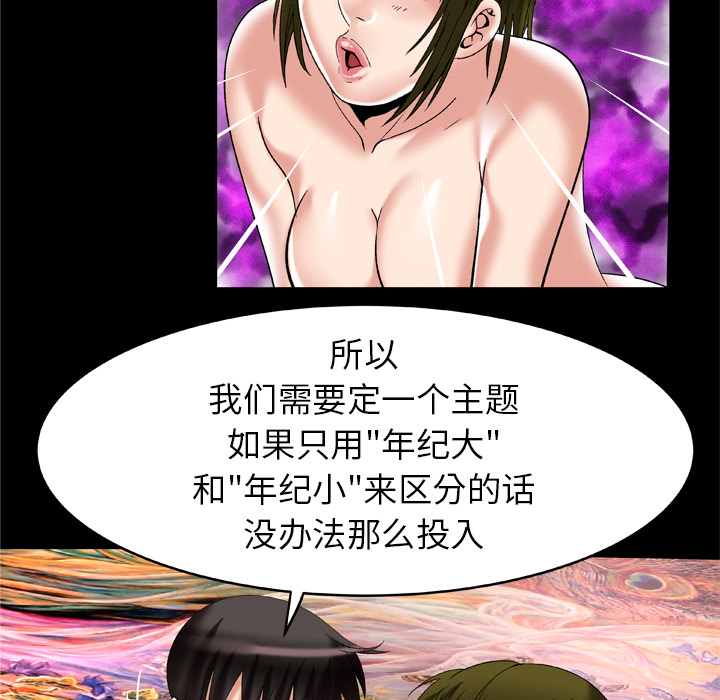 所以
我们需要定一个主题
如果只用"年纪大"
和"年纪小"来区分的话
没办法那么投入